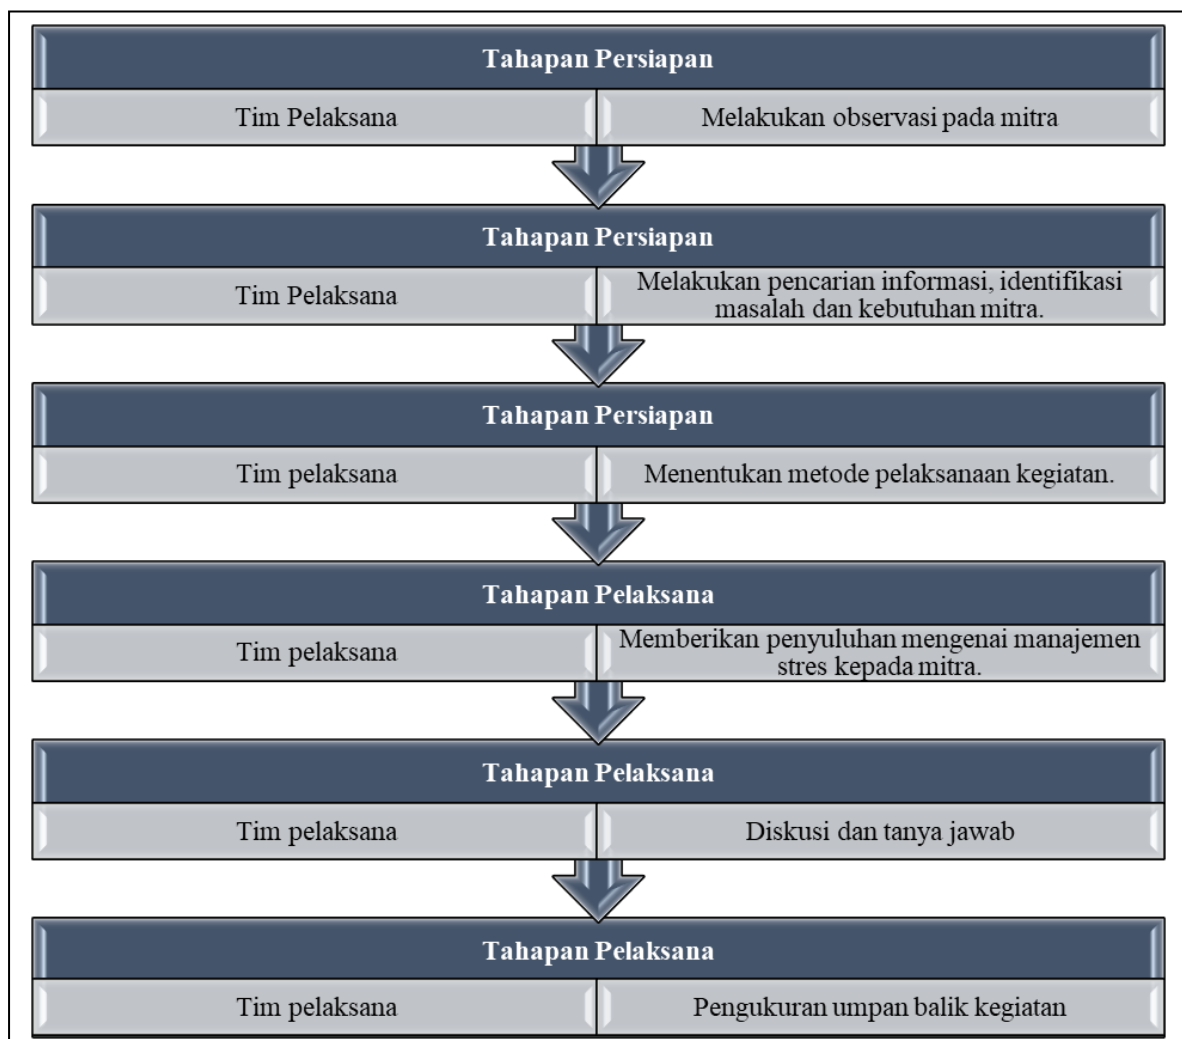 Tahapan Persiapan
Tim Pelaksana
Melakukan observasi pada mitra
Tahapan Persiapan
Tim Pelaksana
Melakukan pencarian informasi, identifikasi
masalah dan kebutuhan mitra.
Tahapan Persiapan
Tim pelaksana
Menentukan metode pelaksanaan kegiatan.
Tahapan Pelaksana
Tim pelaksana
Memberikan penyuluhan mengenai manajemen
stres kepada mitra.
Tahapan Pelaksana
Tim pelaksana
Diskusi dan tanya jawab
Tahapan Pelaksana
Tim pelaksana
Pengukuran umpan balik kegiatan